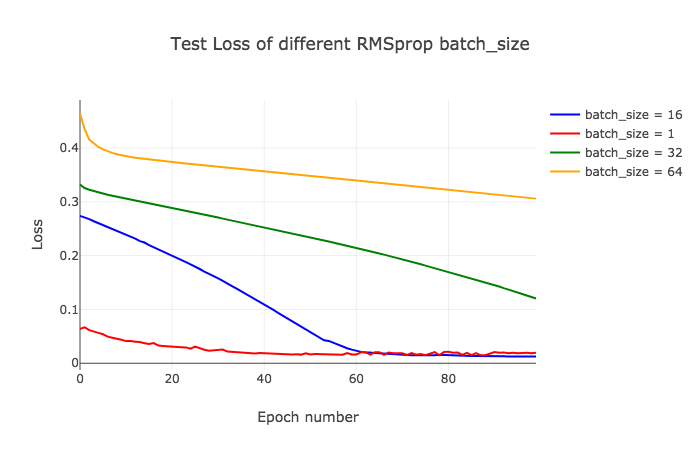 Test Loss of different RMSprop batch_size
batch_size = 16
batch_size = 1
batch_size = 32
batch_size = 64
0.4
0.3
0.2
0.1
0
Loss
0
20
40
60
80
Epoch number